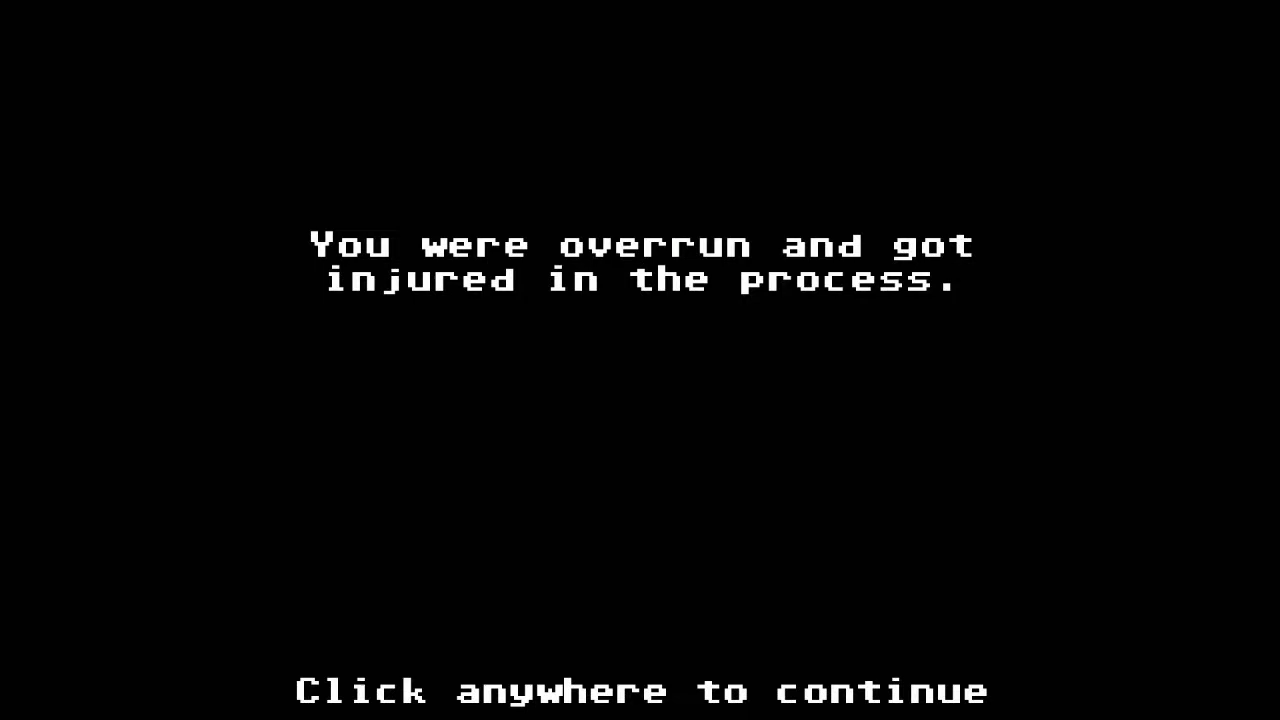 You were overrun and got
injured in the process.
Click anywhere to continue